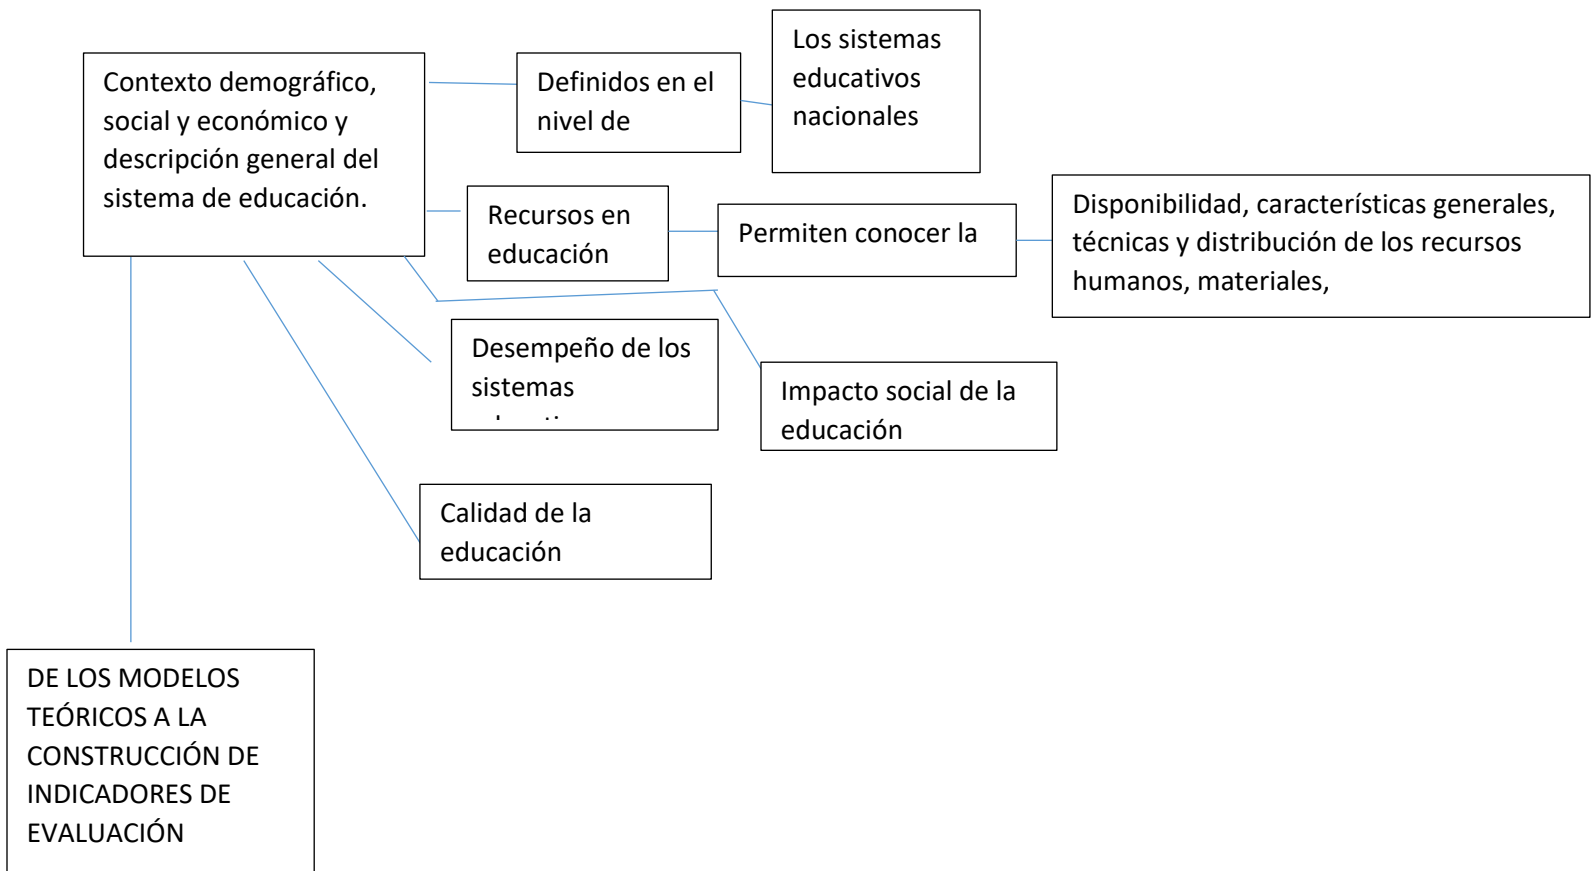 Contexto demográfico,
social y económico y
descripción general del
sistema de educación.
Definidos en el
nivel de
Los sistemas
educativos
nacionales
Recursos en
educación
Permiten conocer la
Disponibilidad, características generales,
técnicas y distribución de los recursos
humanos, materiales,
Desempeño de los
sistemas
Impacto social de la
educación
Calidad de la
educación
DE LOS MODELOS
TEÓRICOS A LA
CONSTRUCCIÓN DE
INDICADORES DE
EVALUACIÓN